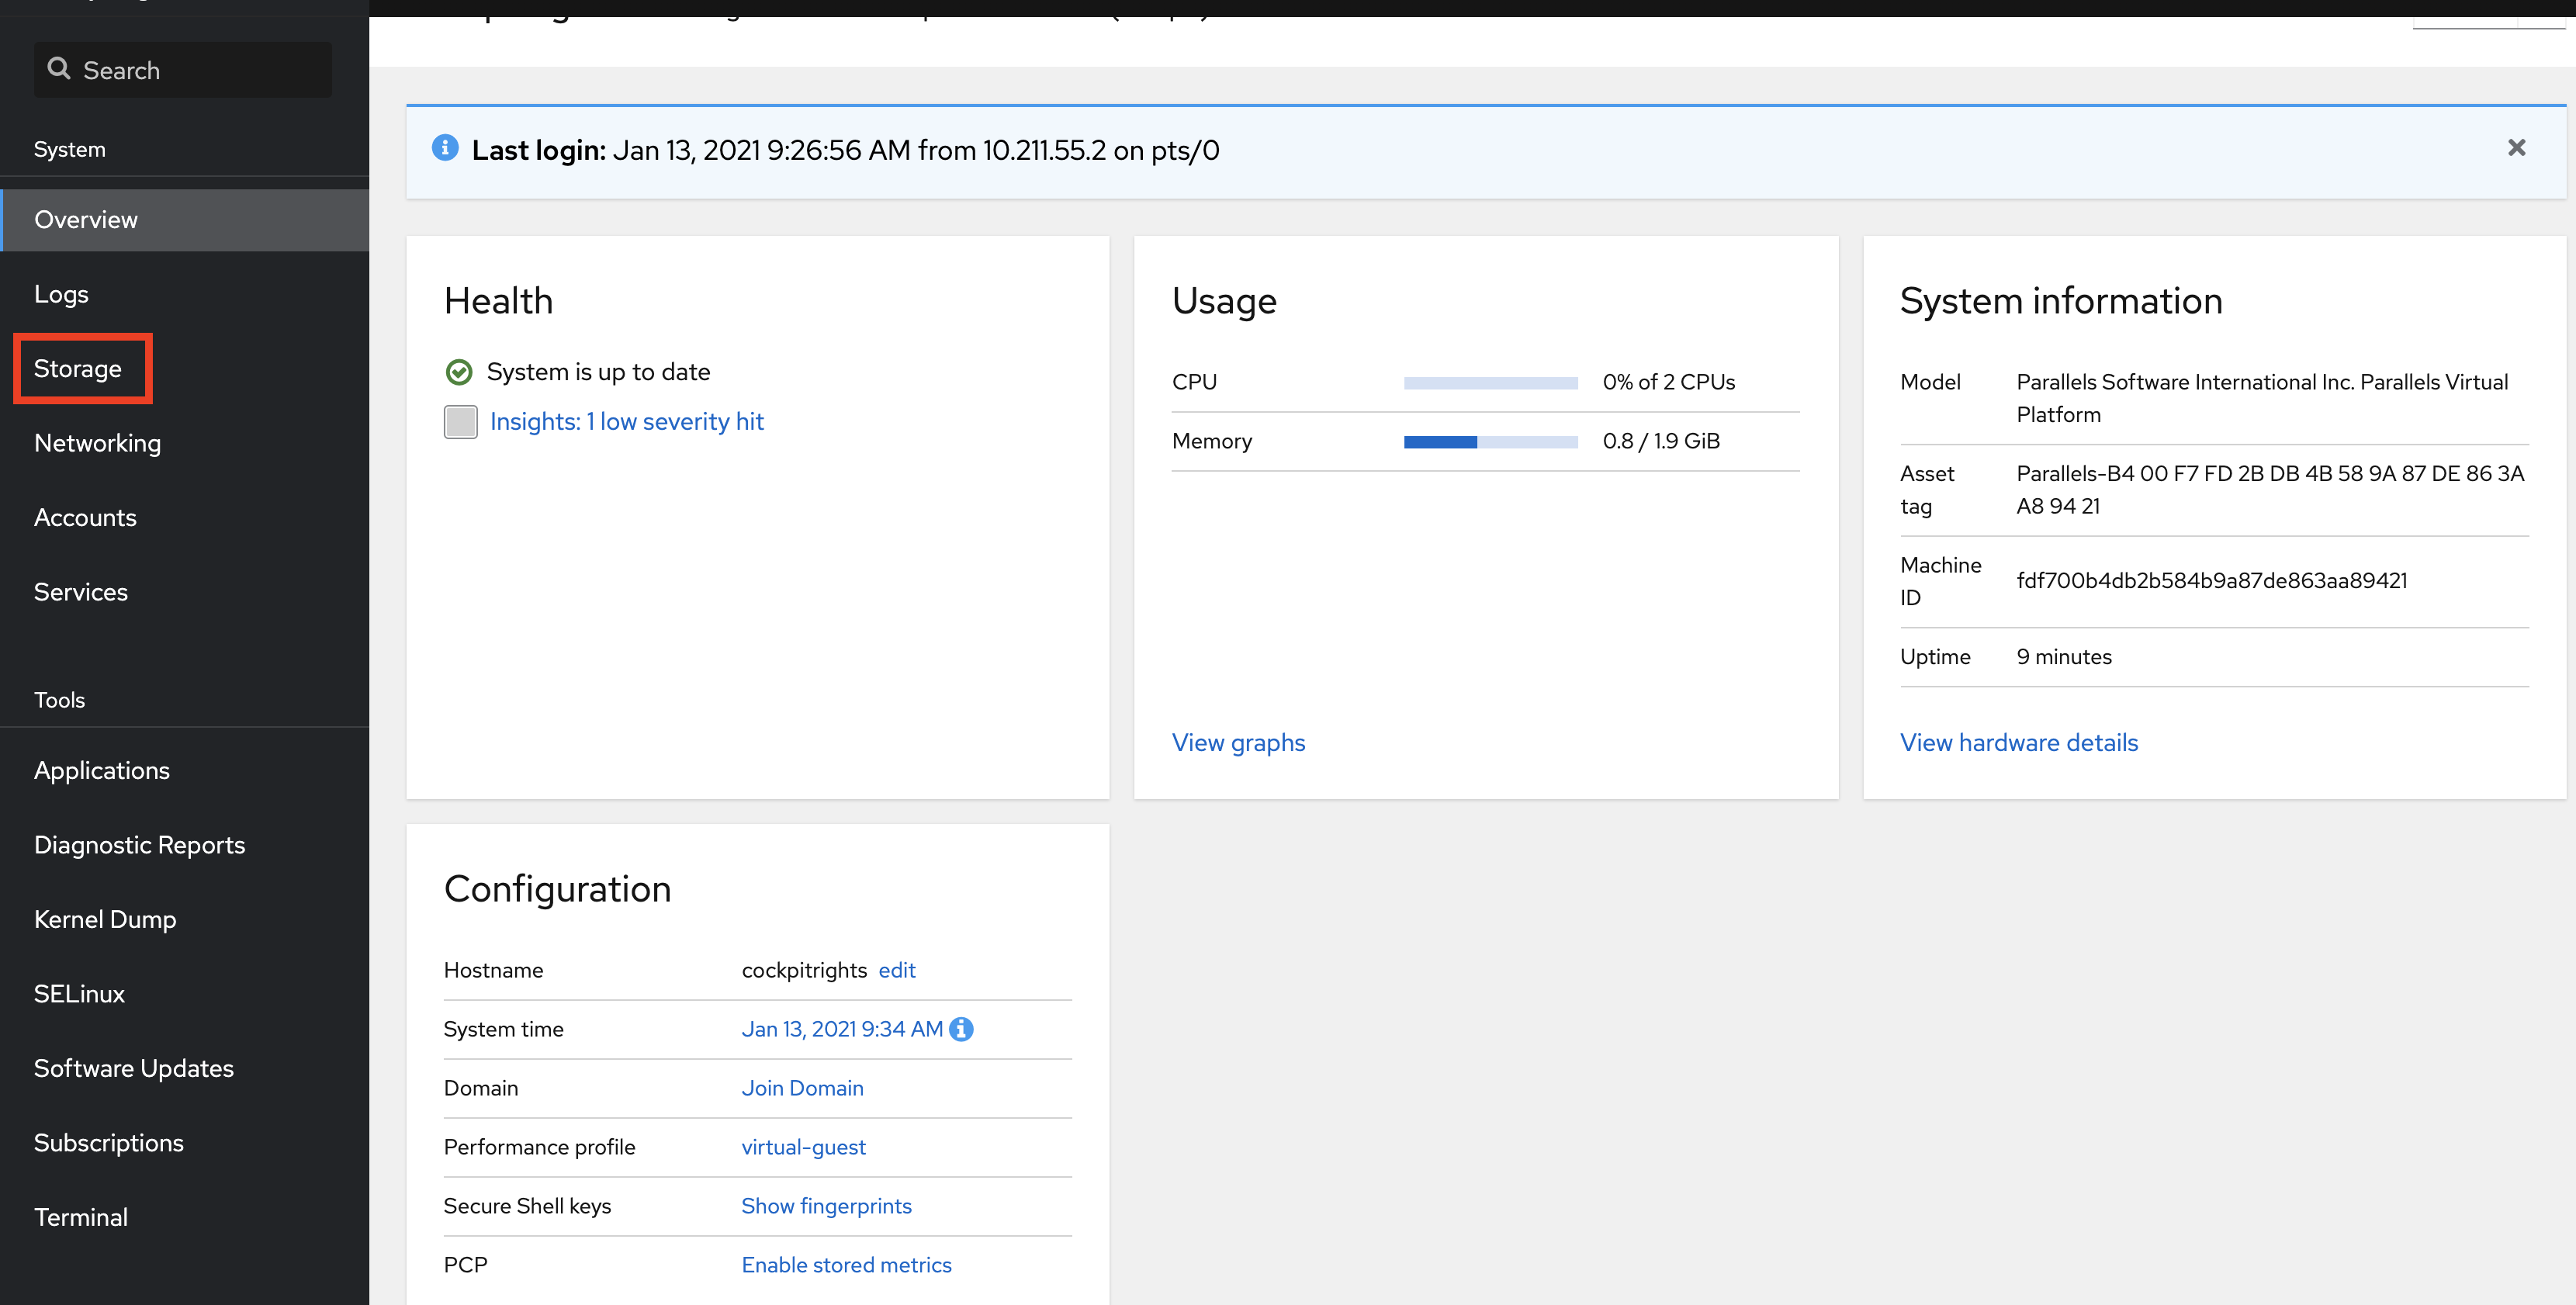 Search
System
Overview
Logs
Storage
Networking
Accounts
Services
Tools
Applications
Diagnostic Reports
Kernel Dump
SELinux
Software Updates
Subscriptions
Terminal
Last login: Jan 13, 2021 9:26:56 AM from 10.211.55.2 on pts/0
Health
System is up to date
Insights: 1 low severity hit
Usage
CPU 0% of 2 CPUs
Memory 0.8 / 1.9 GiB
View graphs
System information
Model Parallels Software International Inc. Parallels Virtual
Platform
Asset Parallels-B4 00 F7 FD 2B DB 4B 58 9A 87 DE 86 3A
tag A8 94 21
Machine
ID fdf700b4db2b584b9a87de863aa89421
Uptime 9 minutes
View hardware details
Configuration
Hostname cockpitrights edit
System time Jan 13, 2021 9:34 AM
Domain Join Domain
Performance profile virtual-guest
Secure Shell keys Show fingerprints
PCP Enable stored metrics